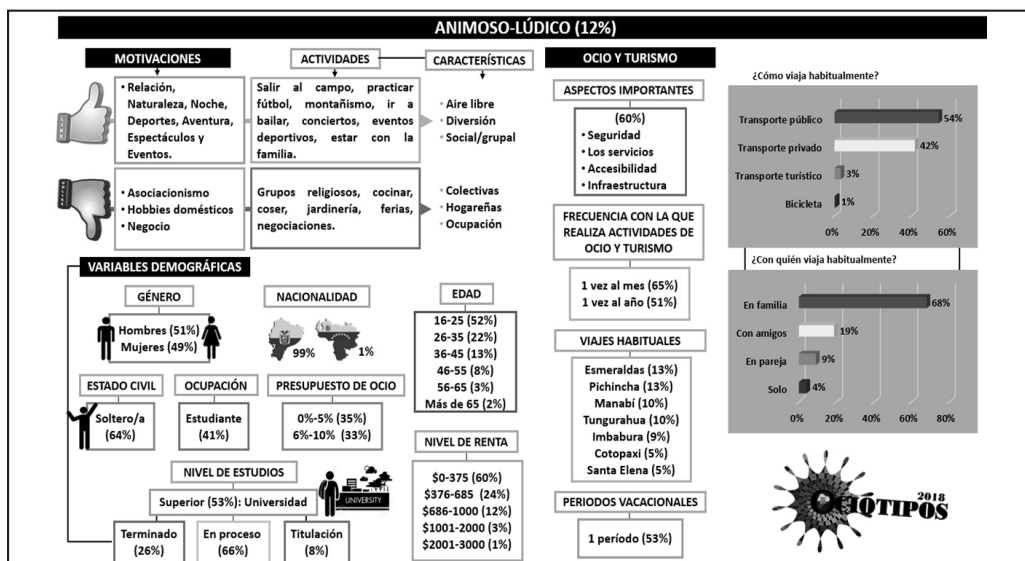 ANIMOSO-LÚDICO (12%)
MOTIVACIONES
• Relación,
Naturaleza, Noche,
Deportes, Aventura,
Espectáculos y
Eventos.
ACTIVIDADES
Salir al campo, practicar
fútbol, montañismo, ir a
bailar, conciertos, eventos
deportivos, estar con la
familia.
CARACTERÍSTICAS
• Aire libre
• Diversión
• Social/grupal
LIKE
• Asociacionismo
• Hobbies domésticos
• Negocio
Grupos religiosos, cocinar,
coser, jardinería, ferias,
negociaciones.
Colectivas
Hogareñas
Ocupación
VARIABLES DEMOGRÁFICAS
GÉNERO
Hombres (51%)
Mujeres (49%)
NACIONALIDAD
99%
1%
EDAD
16-25 (52%)
26-35 (22%)
36-45 (13%)
46-55 (8%)
56-65 (3%)
Más de 65 (2%)
ESTADO CIVIL
Soltero/a
(64%)
OCUPACIÓN
Estudiante
(41%)
PRESUPUESTO DE OCIO
0%-5% (35%)
6%-10% (33%)
NIVEL DE RENTA
$0-375 (60%)
$376-685 (24%)
$686-1000 (12%)
$1001-2000 (3%)
$2001-3000 (1%)
NIVEL DE ESTUDIOS
Superior (53%): Universidad
UNIVERSITY
Terminado
(26%)
En proceso
(66%)
Titulación
(8%)
OCIO Y TURISMO
ASPECTOS IMPORTANTES
(60%)
• Seguridad
• Los servicios
• Accesibilidad
• Infraestructura
FRECUENCIA CON LA QUE
REALIZA ACTIVIDADES DE
OCIO Y TURISMO
1 vez al mes (65%)
1 vez al año (51%)
VIAJES HABITUALES
Esmeraldas (13%)
Pichincha (13%)
Manabí (10%)
Tungurahua (10%)
Imbabura (9%)
Cotopaxi (5%)
Santa Elena (5%)
PERIODOS VACACIONALES
1 período (53%)
¿Cómo viaja habitualmente?
Transporte público 54%
Transporte privado 42%
Transporte turístico 3%
Bicicleta 1%
0% 20% 40% 60%
¿Con quién viaja habitualmente?
En familia 68%
Con amigos 19%
En pareja 9%
Solo 4%
0% 20% 40% 60% 80%
2018
OCIOTIPOS